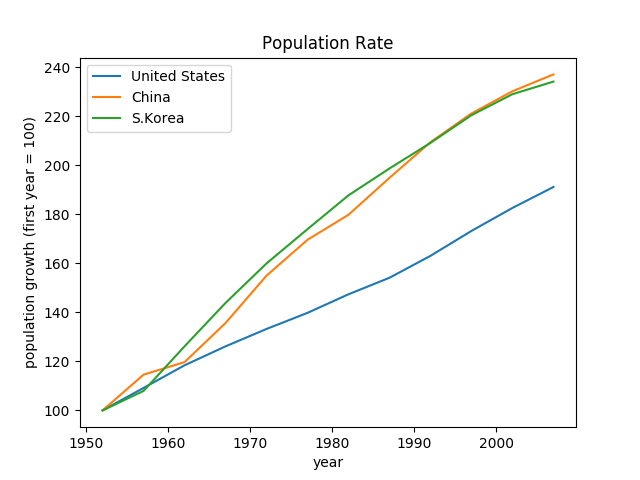 Population Rate
United States
China
S.Korea
population growth (first year = 100)
240
220
200
180
160
140
120
100
1950 1960 1970 1980 1990 2000
year